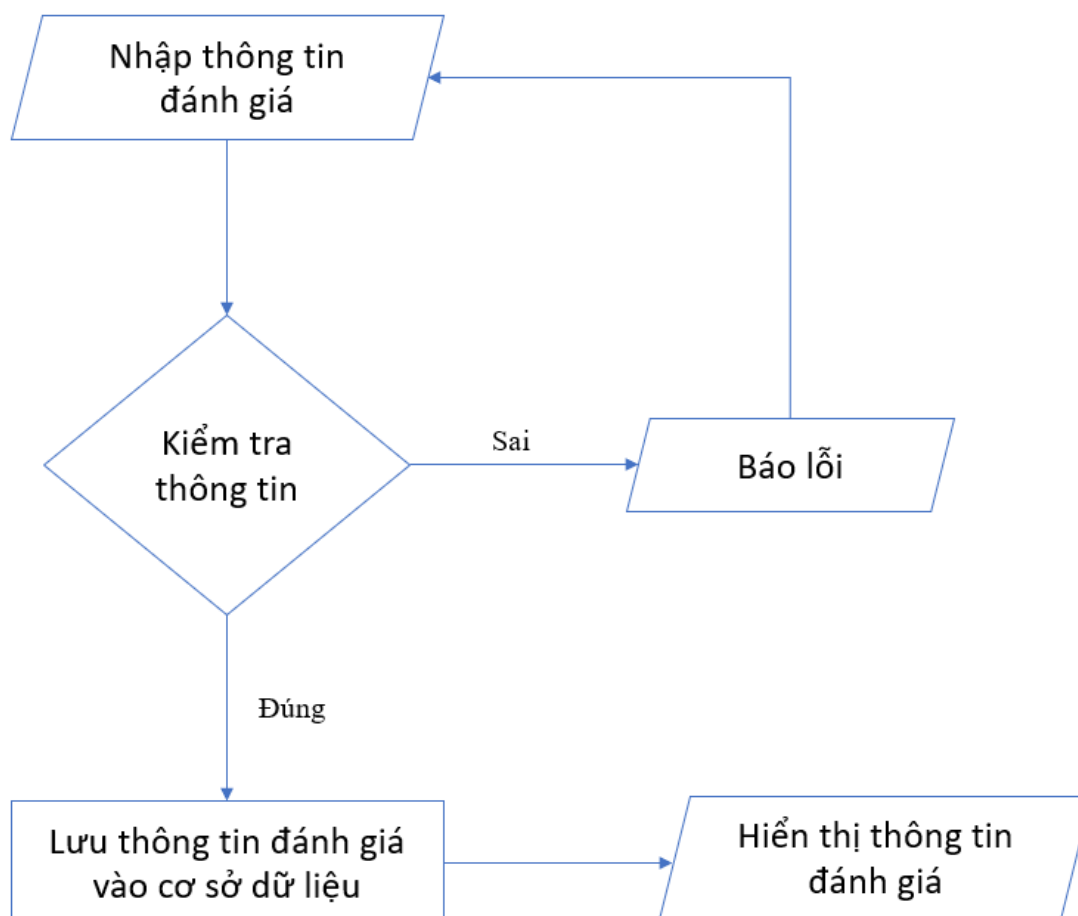 Nhập thông tin
đánh giá
Kiểm tra
thông tin
Sai
Báo lỗi
Đúng
Lưu thông tin đánh giá
vào cơ sở dữ liệu
Hiển thị thông tin
đánh giá